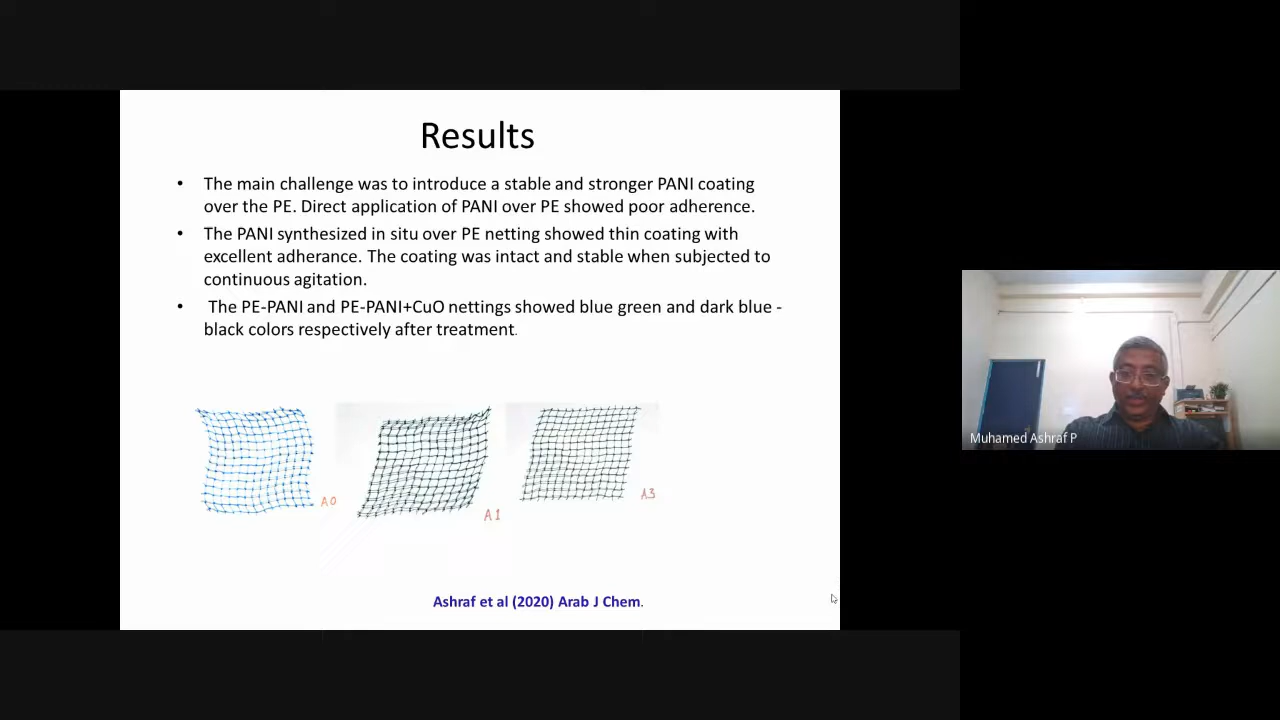 Results
• The main challenge was to introduce a stable and stronger PANI coating
over the PE. Direct application of PANI over PE showed poor adherence.
• The PANI synthesized in situ over PE netting showed thin coating with
excellent adherance. The coating was intact and stable when subjected to
continuous agitation.
• The PE-PANI and PE-PANI+CuO nettings showed blue green and dark blue -
black colors respectively after treatment.
A0
A1
A3
Ashraf et al (2020) Arab J Chem.
Muhamed Ashraf P